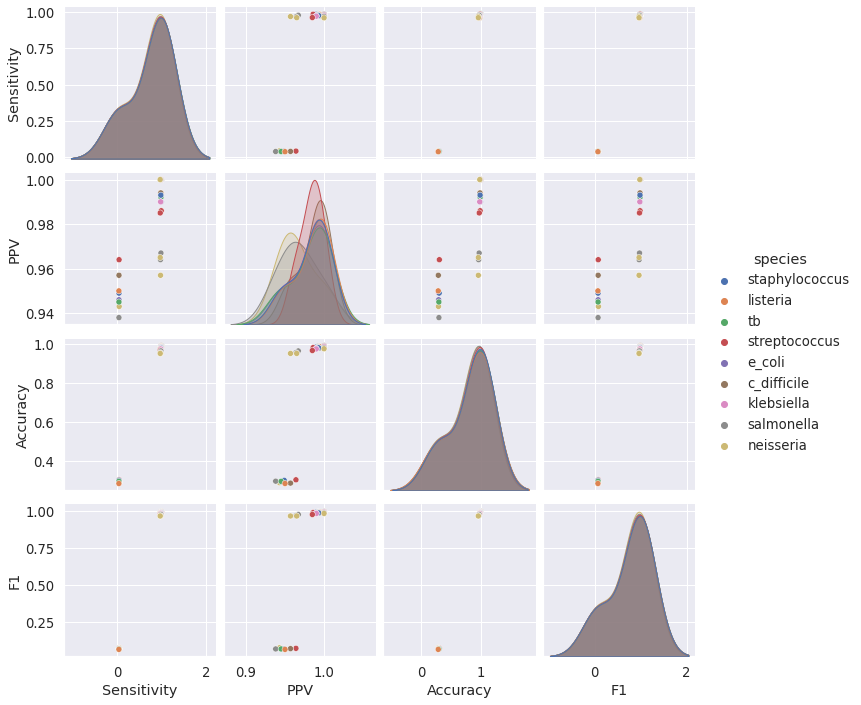 1.00
0.75
0.50
0.25
0.00
Sensitivity
1.00
0.98
0.96
0.94
PPV
1.0
0.8
0.6
0.4
Accuracy
1.00
0.75
0.50
0.25
F1
0 2
0.9 1.0
0 1
0 2
Sensitivity
PPV
Accuracy
F1
species
staphylococcus
listeria
tb
streptococcus
e_coli
c_difficile
klebsiella
salmonella
neisseria